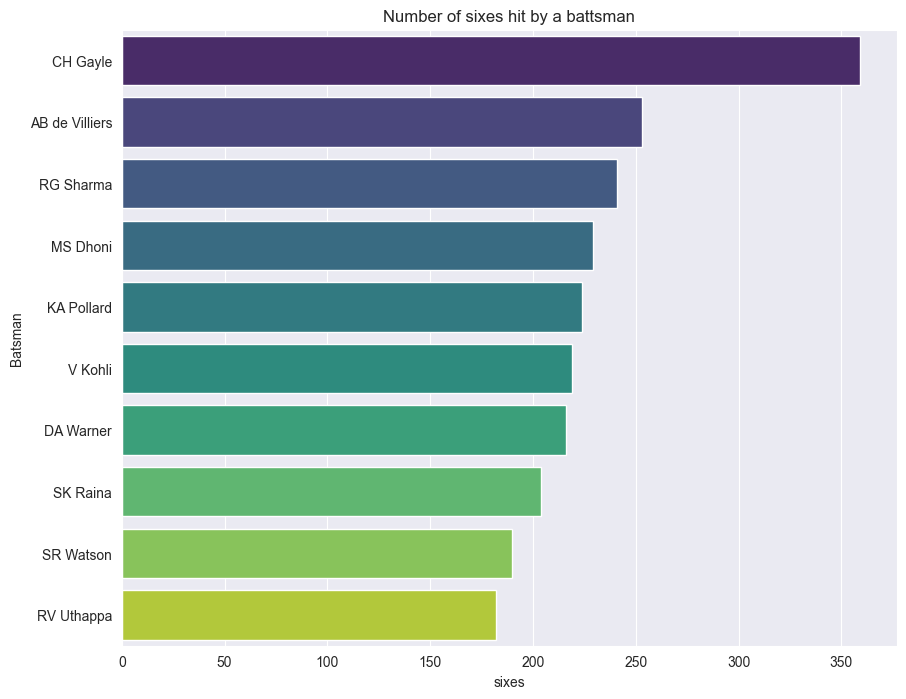 Number of sixes hit by a battsman
Batsman
CH Gayle
AB de Villiers
RG Sharma
MS Dhoni
KA Pollard
V Kohli
DA Warner
SK Raina
SR Watson
RV Uthappa
0 50 100 150 200 250 300 350
sixes